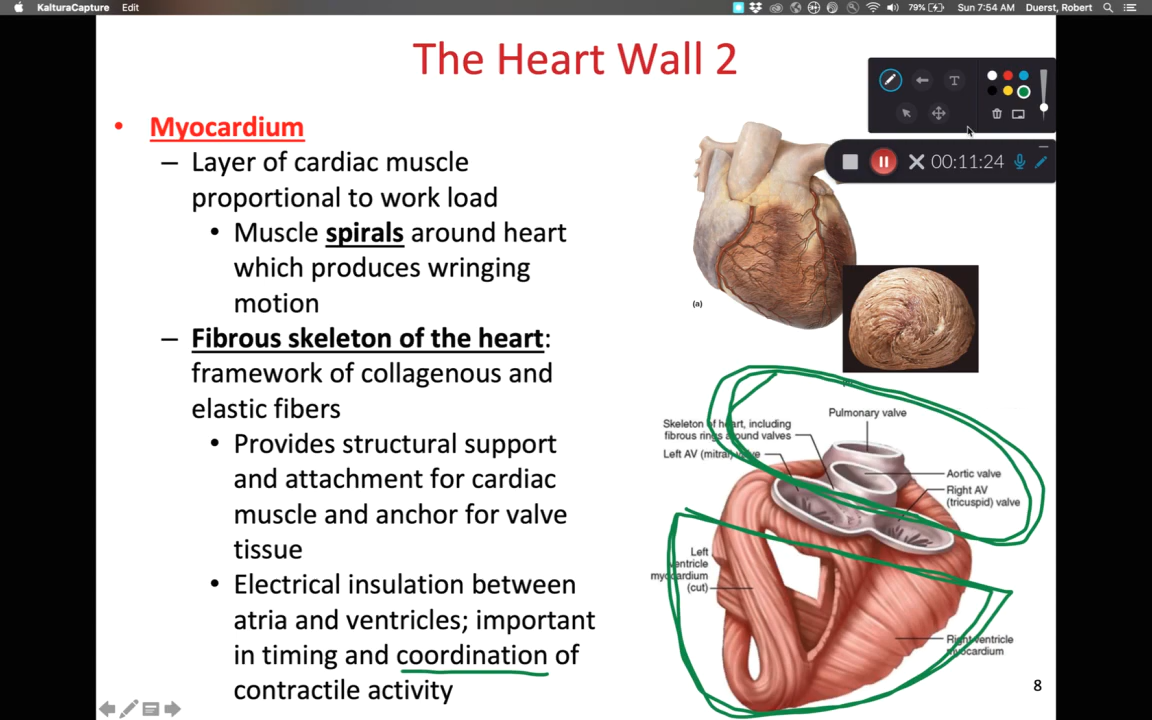 KalturaCapture Edit
79% Sun 7:54 AM Duerst, Robert
The Heart Wall 2
• Myocardium
– Layer of cardiac muscle
proportional to work load
• Muscle spirals around heart
which produces wringing
motion
– Fibrous skeleton of the heart:
framework of collagenous and
elastic fibers
• Provides structural support
and attachment for cardiac
muscle and anchor for valve
tissue
• Electrical insulation between
atria and ventricles; important
in timing and coordination of
contractile activity
T
00:11:24
(a)
Pulmonary valve
Skeleton of heart, including
fibrous rings around valves
Left AV (mitral) valve
Aortic valve
Right AV
(tricuspid) valve
Left
ventricle
myocardium
(cut)
Right ventricle
myocardium
8